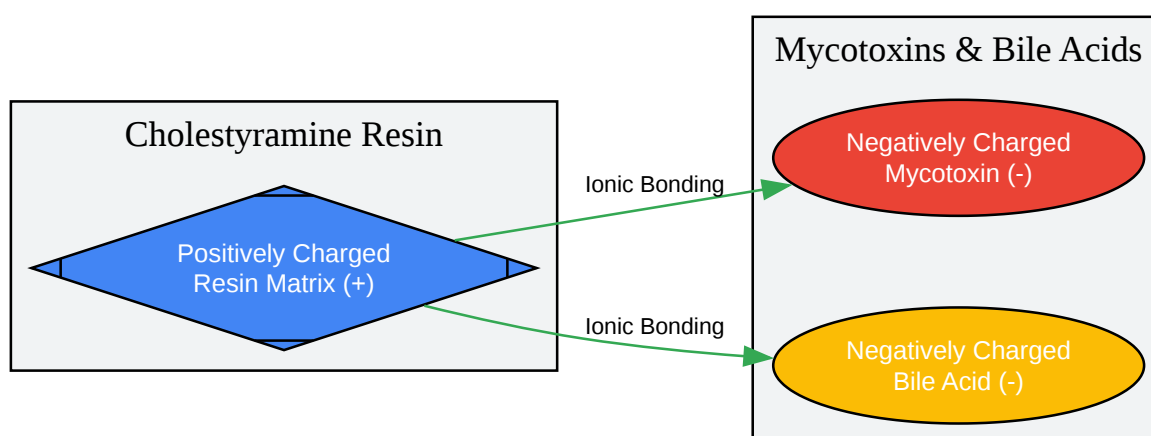 Mycotoxins & Bile Acids
Cholestyramine Resin
Negatively Charged
Mycotoxin (-)
Ionic Bonding
Positively Charged
Resin Matrix (+)
Ionic Bonding
Negatively Charged
Bile Acid (-)